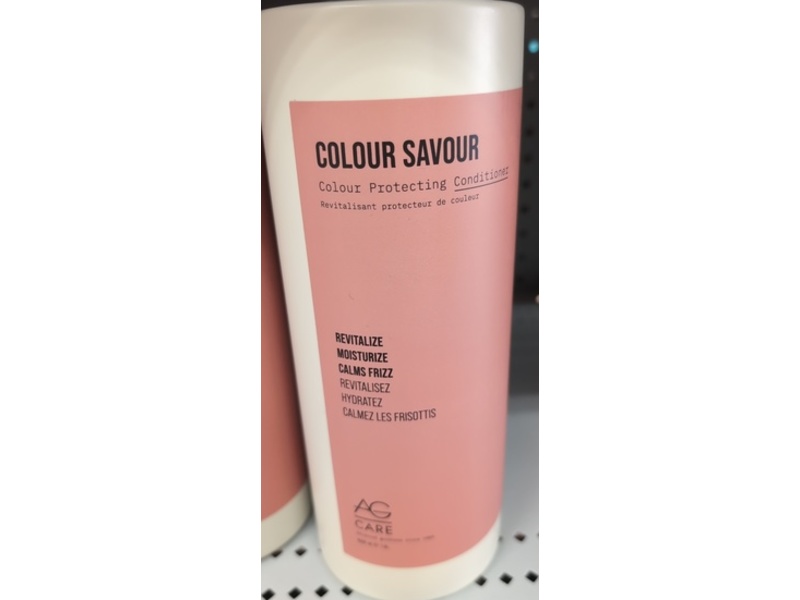 COLOUR SAVOUR
Colour Protecting Conditioner
Revitalisant protecteur de couleur
REVITALIZE
MOISTURIZE
CALMS FRIZZ
REVITALISEZ
HYDRATEZ
CALMEZ LES FRISOTTIS
AG
CARE